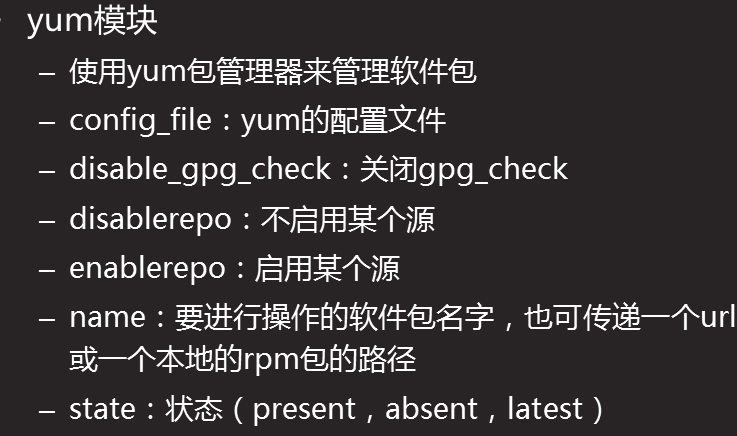 yum模块
– 使用yum包管理器来管理软件包
– config_file：yum的配置文件
– disable_gpg_check：关闭gpg_check
– disablerepo：不启用某个源
– enablerepo：启用某个源
– name：要进行操作的软件包名字，也可传递一个url
或一个本地的rpm包的路径
– state：状态（present，absent，latest）